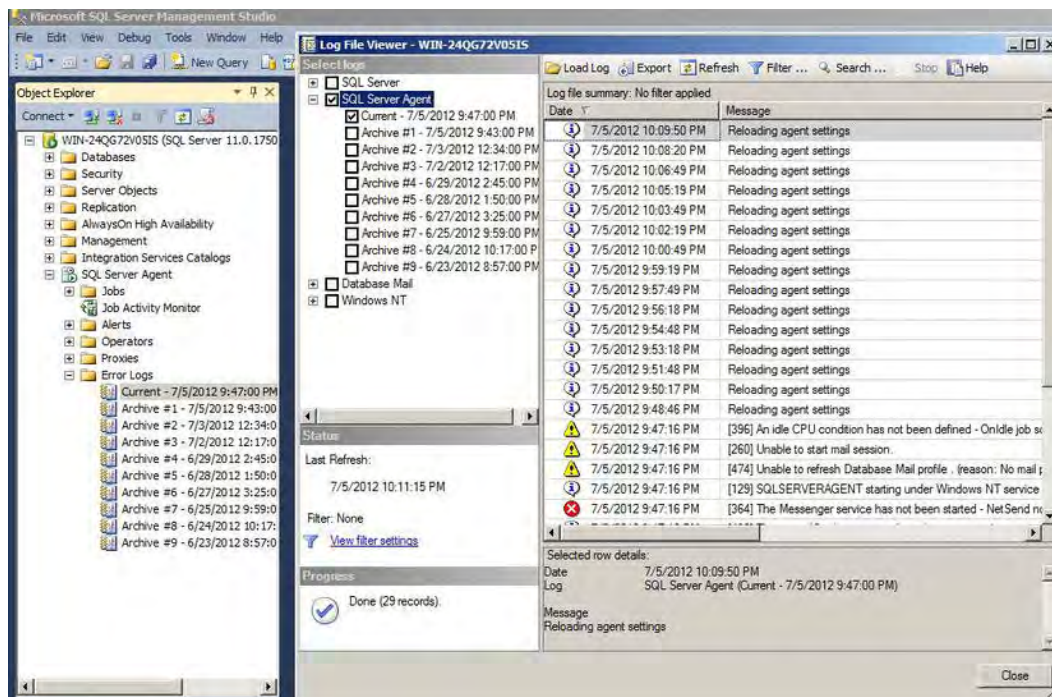 Microsoft SQL Server Management Studio
File Edit View Debug Tools Window Help
New Query
Object Explorer
Connect
WIN-24QG72V05IS (SQL Server 11.0.1750
Databases
Security
Server Objects
Replication
AlwaysOn High Availability
Management
Integration Services Catalogs
SQL Server Agent
Jobs
Job Activity Monitor
Alerts
Operators
Proxies
Error Logs
Current - 7/5/2012 9:47:00 PM
Archive #1 - 7/5/2012 9:43:00
Archive #2 - 7/3/2012 12:34:0
Archive #3 - 7/2/2012 12:17:0
Archive #4 - 6/29/2012 2:45:0
Archive #5 - 6/28/2012 1:50:0
Archive #6 - 6/27/2012 3:25:0
Archive #7 - 6/25/2012 9:59:0
Archive #8 - 6/24/2012 10:17:
Archive #9 - 6/23/2012 8:57:0
Log File Viewer - WIN-24QG72V05IS
Select logs
SQL Server
SQL Server Agent
Current - 7/5/2012 9:47:00 PM
Archive #1 - 7/5/2012 9:43:00 PM
Archive #2 - 7/3/2012 12:34:00 PM
Archive #3 - 7/2/2012 12:17:00 PM
Archive #4 - 6/29/2012 2:45:00 PM
Archive #5 - 6/28/2012 1:50:00 PM
Archive #6 - 6/27/2012 3:25:00 PM
Archive #7 - 6/25/2012 9:59:00 PM
Archive #8 - 6/24/2012 10:17:00 P
Archive #9 - 6/23/2012 8:57:00 PM
Database Mail
Windows NT
Status
Last Refresh:
7/5/2012 10:11:15 PM
Filter: None
View filter settings
Progress
Done (29 records).
Load Log Export Refresh Filter ... Search ... Stop Help
Log file summary: No filter applied
Date Message
7/5/2012 10:09:50 PM Reloading agent settings
7/5/2012 10:08:20 PM Reloading agent settings
7/5/2012 10:06:49 PM Reloading agent settings
7/5/2012 10:05:19 PM Reloading agent settings
7/5/2012 10:03:49 PM Reloading agent settings
7/5/2012 10:02:19 PM Reloading agent settings
7/5/2012 10:00:49 PM Reloading agent settings
7/5/2012 9:59:19 PM Reloading agent settings
7/5/2012 9:57:49 PM Reloading agent settings
7/5/2012 9:56:18 PM Reloading agent settings
7/5/2012 9:54:48 PM Reloading agent settings
7/5/2012 9:53:18 PM Reloading agent settings
7/5/2012 9:51:48 PM Reloading agent settings
7/5/2012 9:50:17 PM Reloading agent settings
7/5/2012 9:48:46 PM Reloading agent settings
7/5/2012 9:47:16 PM [396] An idle CPU condition has not been defined - OnIdle job sc
7/5/2012 9:47:16 PM [260] Unable to start mail session.
7/5/2012 9:47:16 PM [474] Unable to refresh Database Mail profile . (reason: No mail p
7/5/2012 9:47:16 PM [129] SQLSERVERAGENT starting under Windows NT service
7/5/2012 9:47:16 PM [364] The Messenger service has not been started - NetSend no
Selected row details:
Date 7/5/2012 10:09:50 PM
Log SQL Server Agent (Current - 7/5/2012 9:47:00 PM)
Message
Reloading agent settings
Close